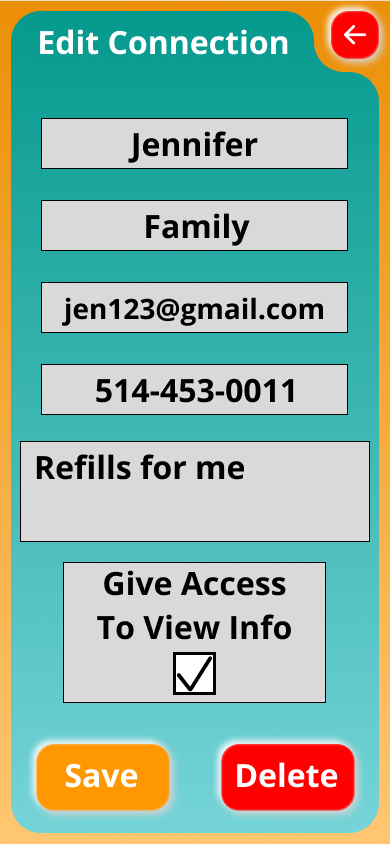 Edit Connection
Jennifer
Family
jen123@gmail.com
514-453-0011
Refills for me
Give Access
To View Info
Save
Delete